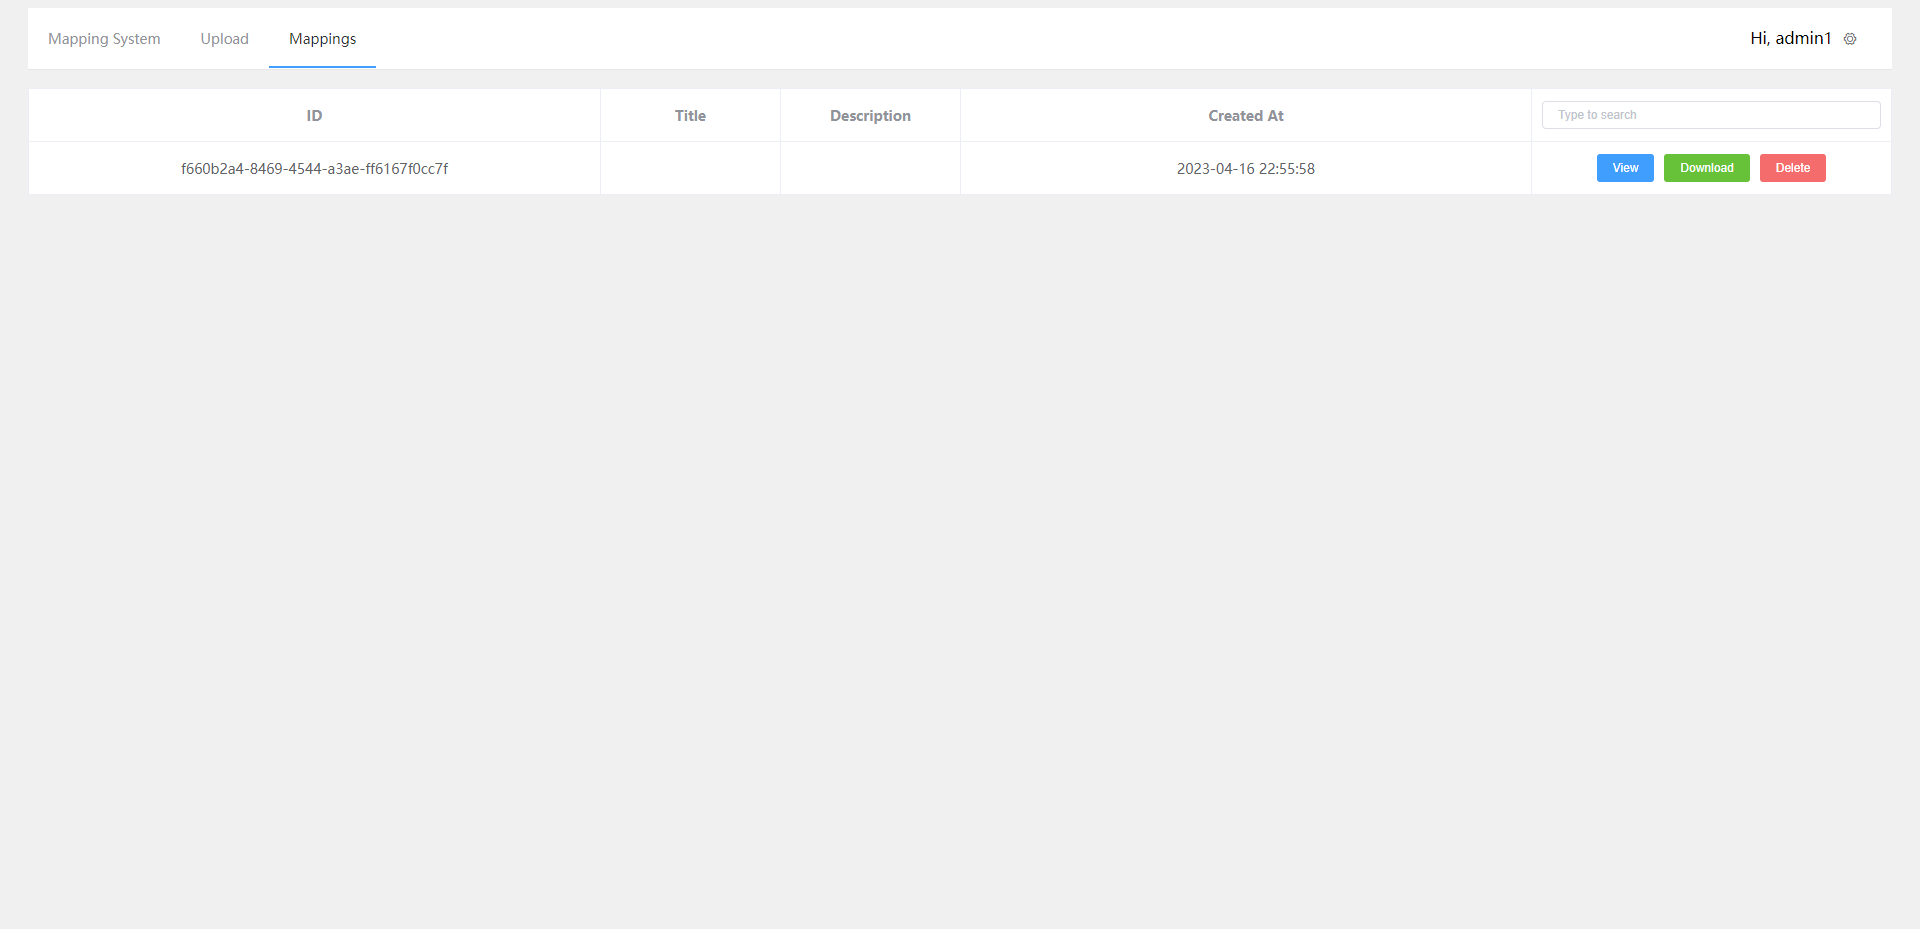 Mapping System Upload Mappings Hi, admin1
ID Title Description Created At Type to search
f660b2a4-8469-4544-a3ae-ff6167f0cc7f 2023-04-16 22:55:58 View Download Delete